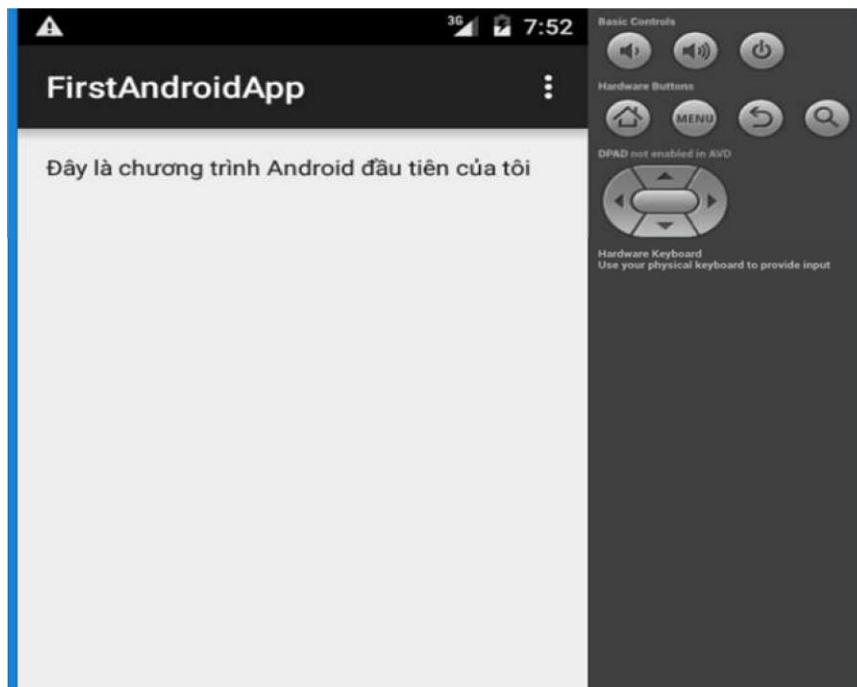 3G 7:52
FirstAndroidApp
Đây là chương trình Android đầu tiên của tôi
Basic Controls
Hardware Buttons
MENU
DPAD not enabled in AVD
Hardware Keyboard
Use your physical keyboard to provide input